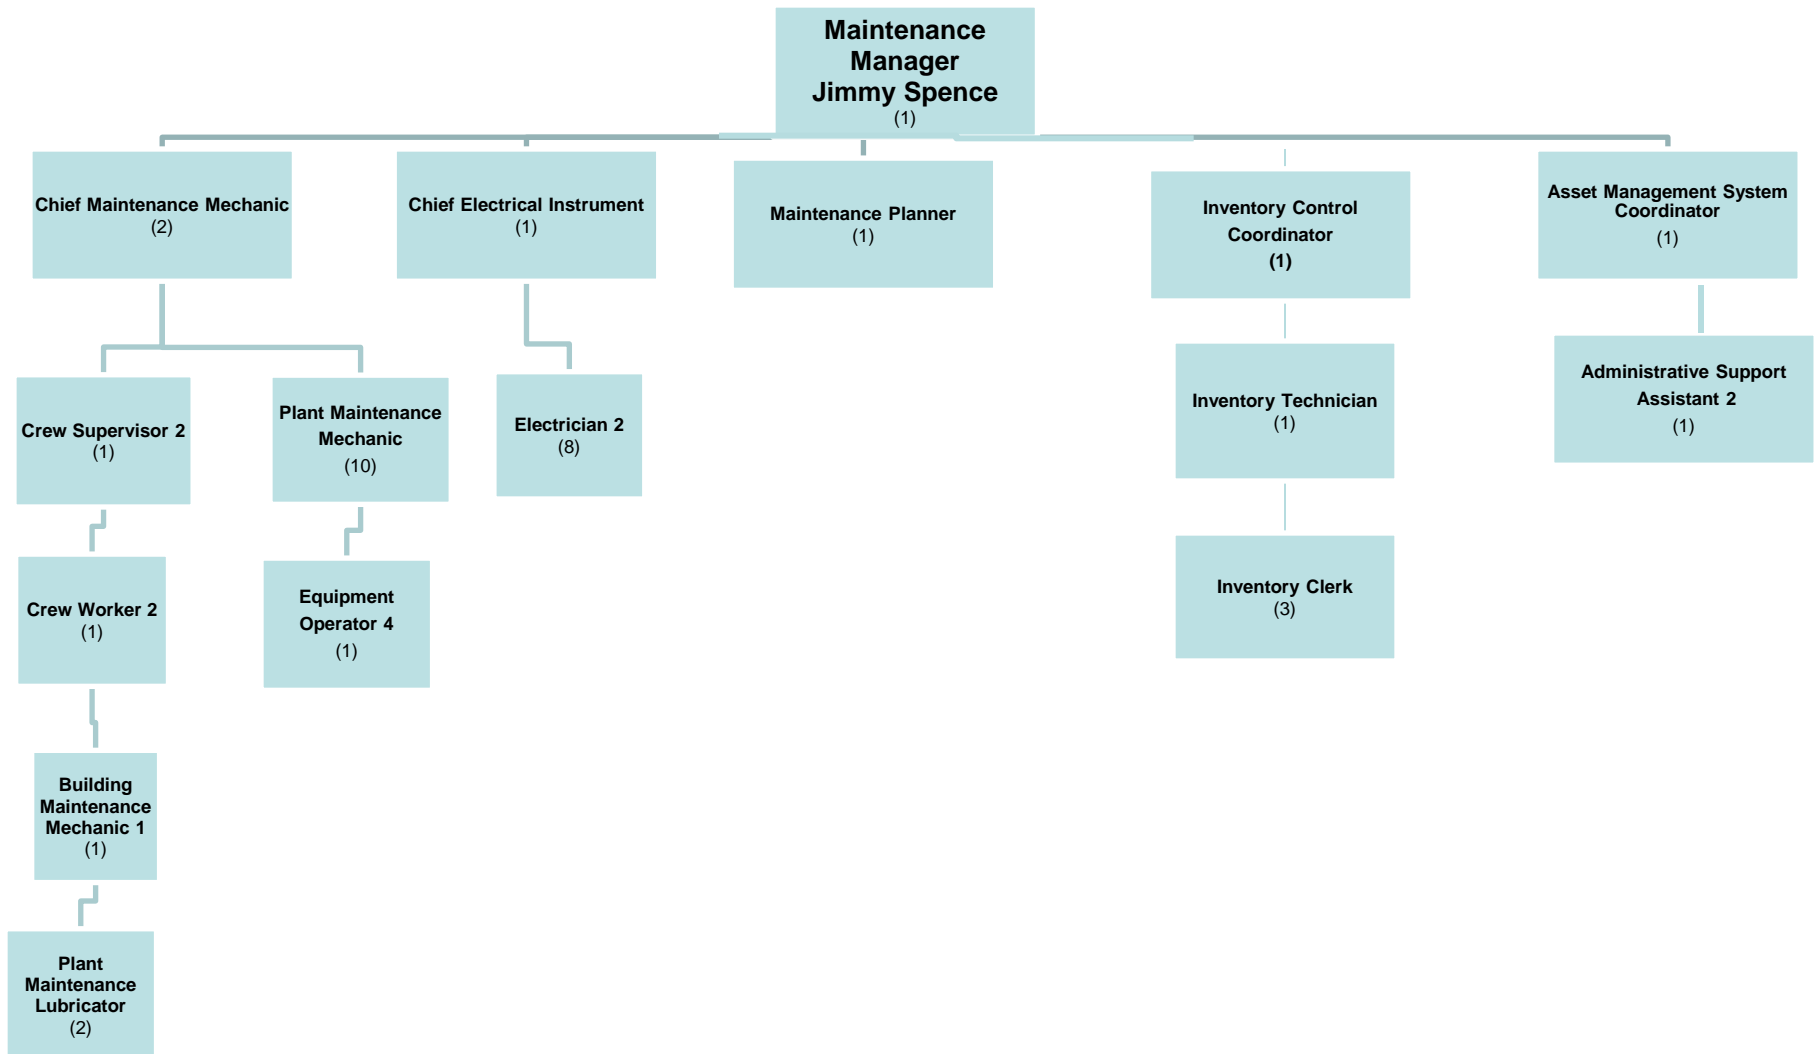 Maintenance
Manager
Jimmy Spence
(1)
Chief Maintenance Mechanic
(2)
Chief Electrical Instrument
(1)
Maintenance Planner
(1)
Inventory Control
Coordinator
(1)
Asset Management System
Coordinator
(1)
Crew Supervisor 2
(1)
Plant Maintenance
Mechanic
(10)
Electrician 2
(8)
Inventory Technician
(1)
Administrative Support
Assistant 2
(1)
Crew Worker 2
(1)
Equipment
Operator 4
(1)
Inventory Clerk
(3)
Building
Maintenance
Mechanic 1
(1)
Plant
Maintenance
Lubricator
(2)